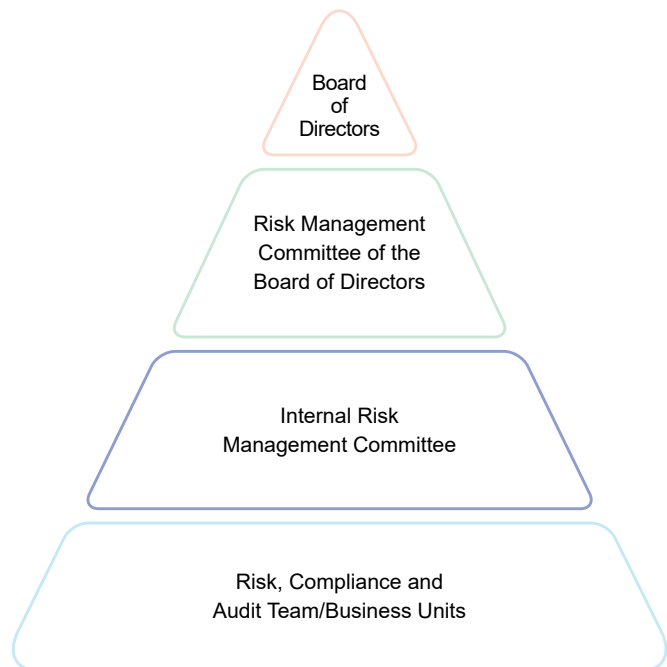 Board
of
Directors
Risk Management
Committee of the
Board of Directors
Internal Risk
Management Committee
Risk, Compliance and
Audit Team/Business Units